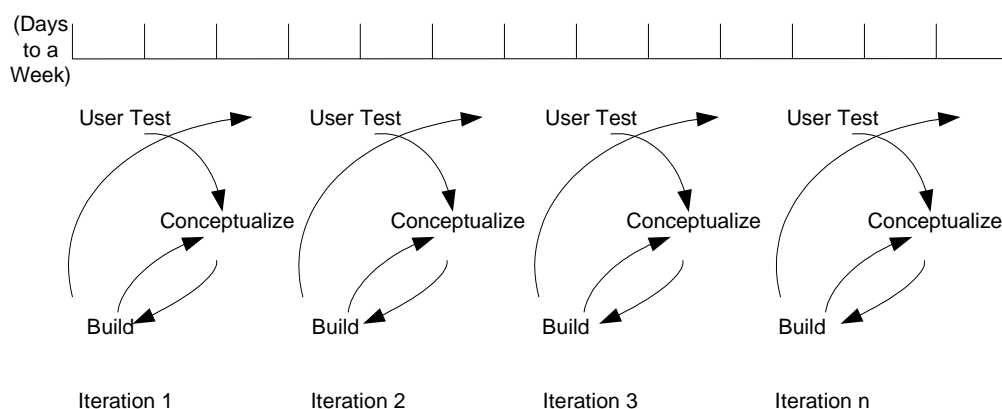 (Days
to a
Week)
User Test
User Test
User Test
User Test
Conceptualize
Conceptualize
Conceptualize
Conceptualize
Build
Build
Build
Build
Iteration 1
Iteration 2
Iteration 3
Iteration n